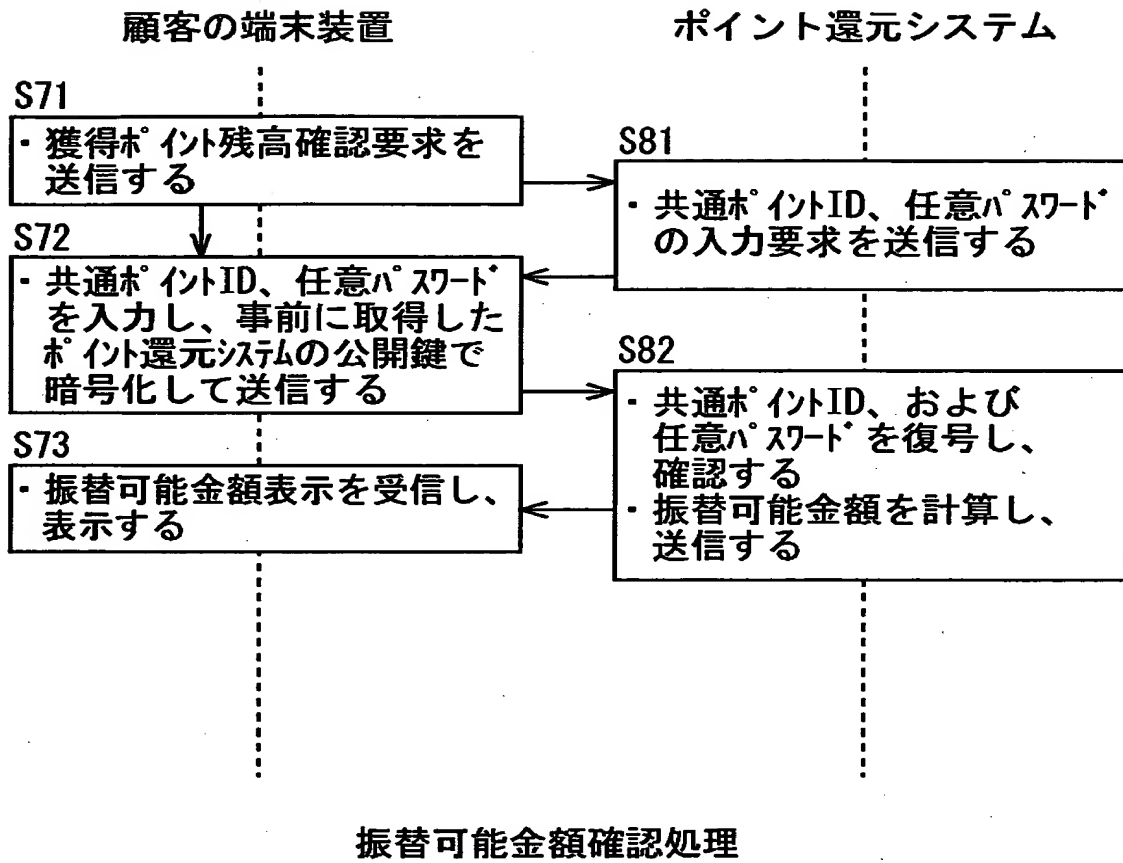 顧客の端末装置
ポイント還元システム
S71
・獲得ﾎﾟｲﾝﾄ残高確認要求を
送信する
S81
・共通ﾎﾟｲﾝﾄID、任意ﾊﾟｽﾜｰﾄﾞ
の入力要求を送信する
S72
・共通ﾎﾟｲﾝﾄID、任意ﾊﾟｽﾜｰﾄﾞ
を入力し、事前に取得した
ﾎﾟｲﾝﾄ還元ｼｽﾃﾑの公開鍵で
暗号化して送信する
S82
・共通ﾎﾟｲﾝﾄID、および
任意ﾊﾟｽﾜｰﾄﾞを復号し、
確認する
・振替可能金額を計算し、
送信する
S73
・振替可能金額表示を受信し、
表示する
振替可能金額確認処理